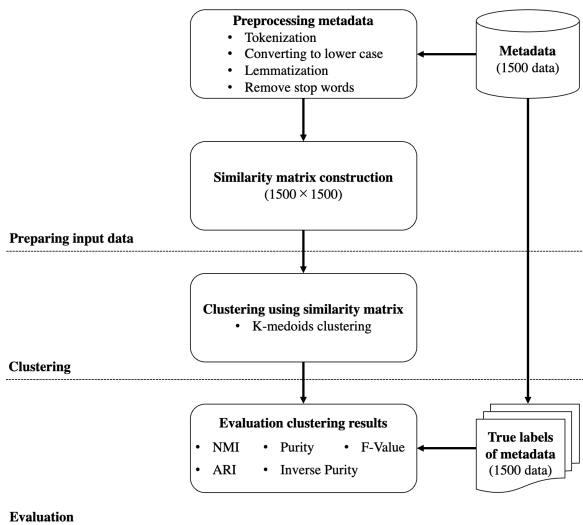 Preprocessing metadata
• Tokenization
• Converting to lower case
• Lemmatization
• Remove stop words
Metadata
(1500 data)
Similarity matrix construction
(1500 × 1500)
Preparing input data
Clustering using similarity matrix
• K-medoids clustering
Clustering
Evaluation clustering results
• NMI • Purity • F-Value
• ARI • Inverse Purity
True labels
of metadata
(1500 data)
Evaluation